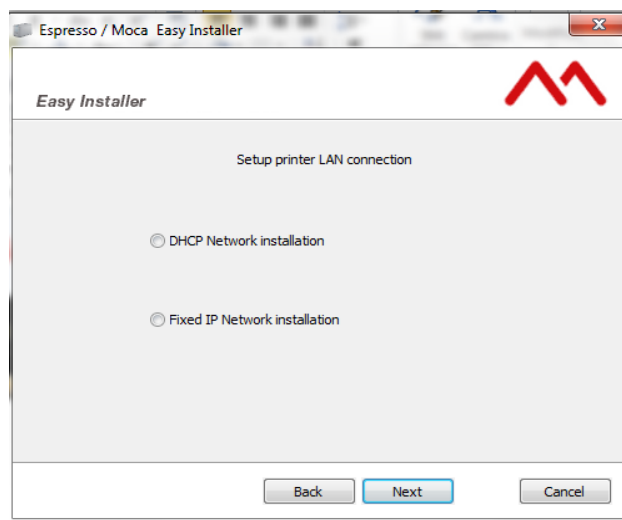 Espresso / Moca Easy Installer
Easy Installer
Setup printer LAN connection
DHCP Network installation
Fixed IP Network installation
Back Next Cancel